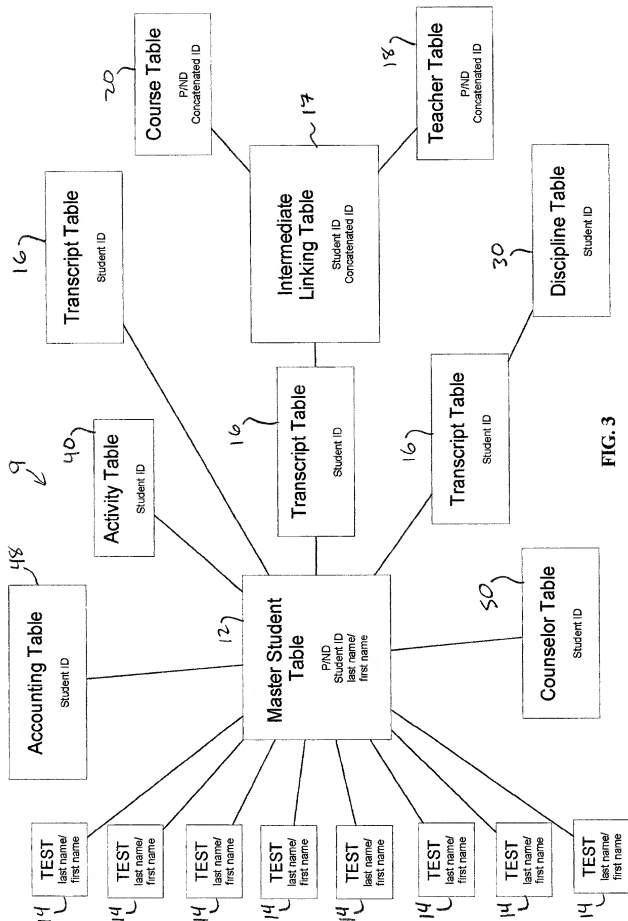 9
48
Accounting Table
Student ID
40
Activity Table
Student ID
16
Transcript Table
Student ID
20
Course Table
P/ND
Concatenated ID
14
TEST
last name/
first name
14
TEST
last name/
first name
14
TEST
last name/
first name
14
TEST
last name/
first name
14
TEST
last name/
first name
14
TEST
last name/
first name
14
TEST
last name/
first name
14
TEST
last name/
first name
12
Master Student
Table
P/ND
Student ID
last name/
first name
16
Transcript Table
Student ID
17
Intermediate
Linking Table
Student ID
Concatenated ID
18
Teacher Table
P/ND
Concatenated ID
50
Counselor Table
Student ID
16
Transcript Table
Student ID
30
Discipline Table
Student ID
FIG. 3